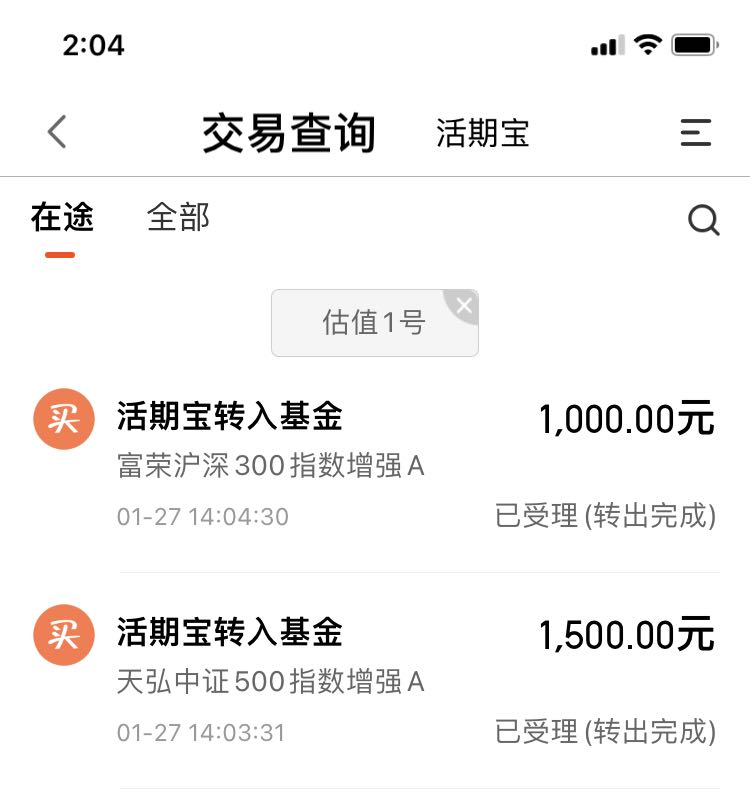 2:04
交易查询 活期宝
在途 全部
估值1号
买 活期宝转入基金 1,000.00元
富荣沪深300指数增强A
01-27 14:04:30 已受理(转出完成)
买 活期宝转入基金 1,500.00元
天弘中证500指数增强A
01-27 14:03:31 已受理(转出完成)